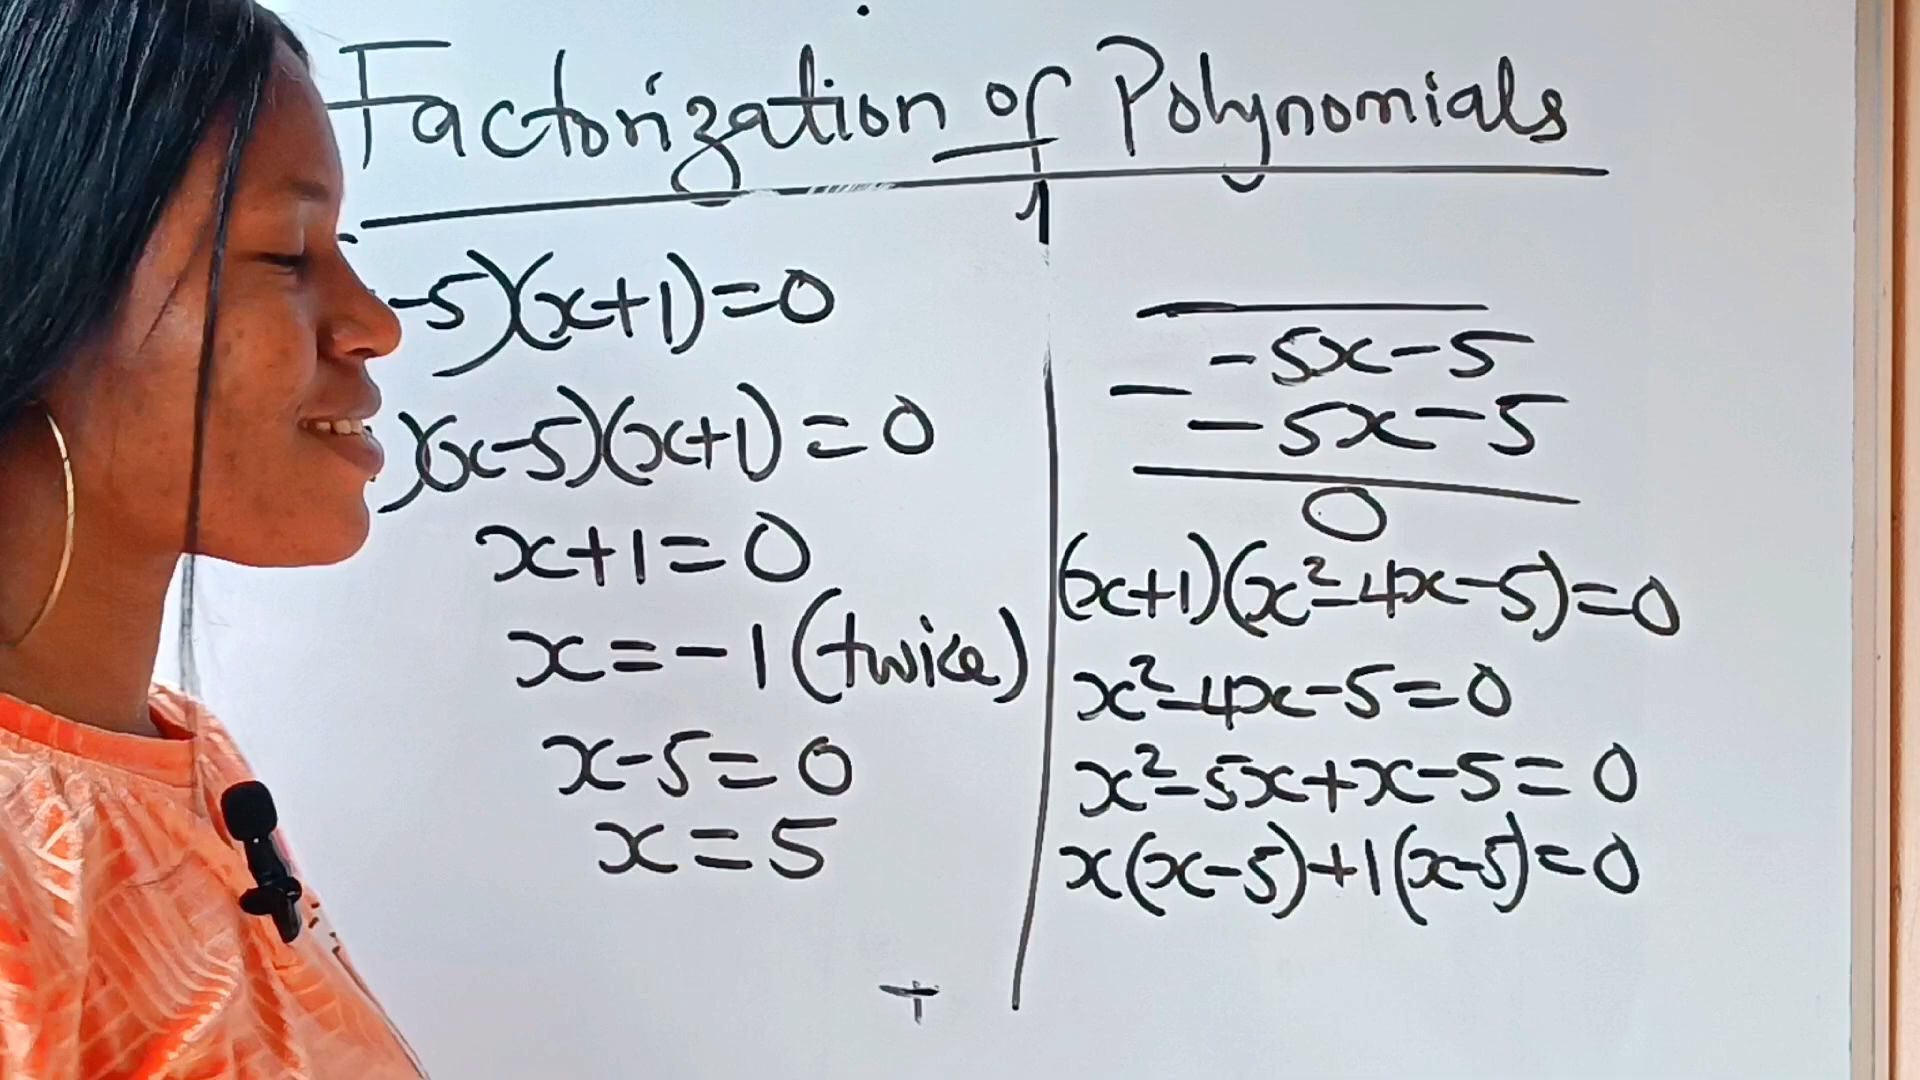 Factorization of Polynomials
-5)(x+1)=0
)(x-5)(x+1)=0
x+1=0
x=-1(twice)
x-5=0
x=5
-5x-5
- -5x-5
0
(x+1)(x²-4x-5)=0
x²-4x-5=0
x²-5x+x-5=0
x(x-5)+1(x-5)=0